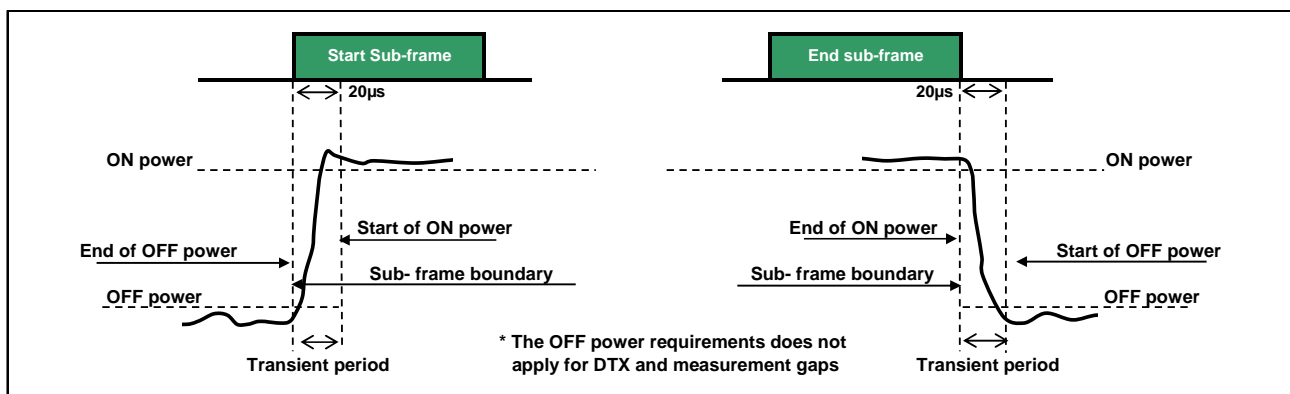 Start Sub-frame
End sub-frame
20µs
20µs
ON power
ON power
Start of ON power
End of ON power
End of OFF power
Start of OFF power
Sub- frame boundary
Sub- frame boundary
OFF power
OFF power
* The OFF power requirements does not
apply for DTX and measurement gaps
Transient period
Transient period